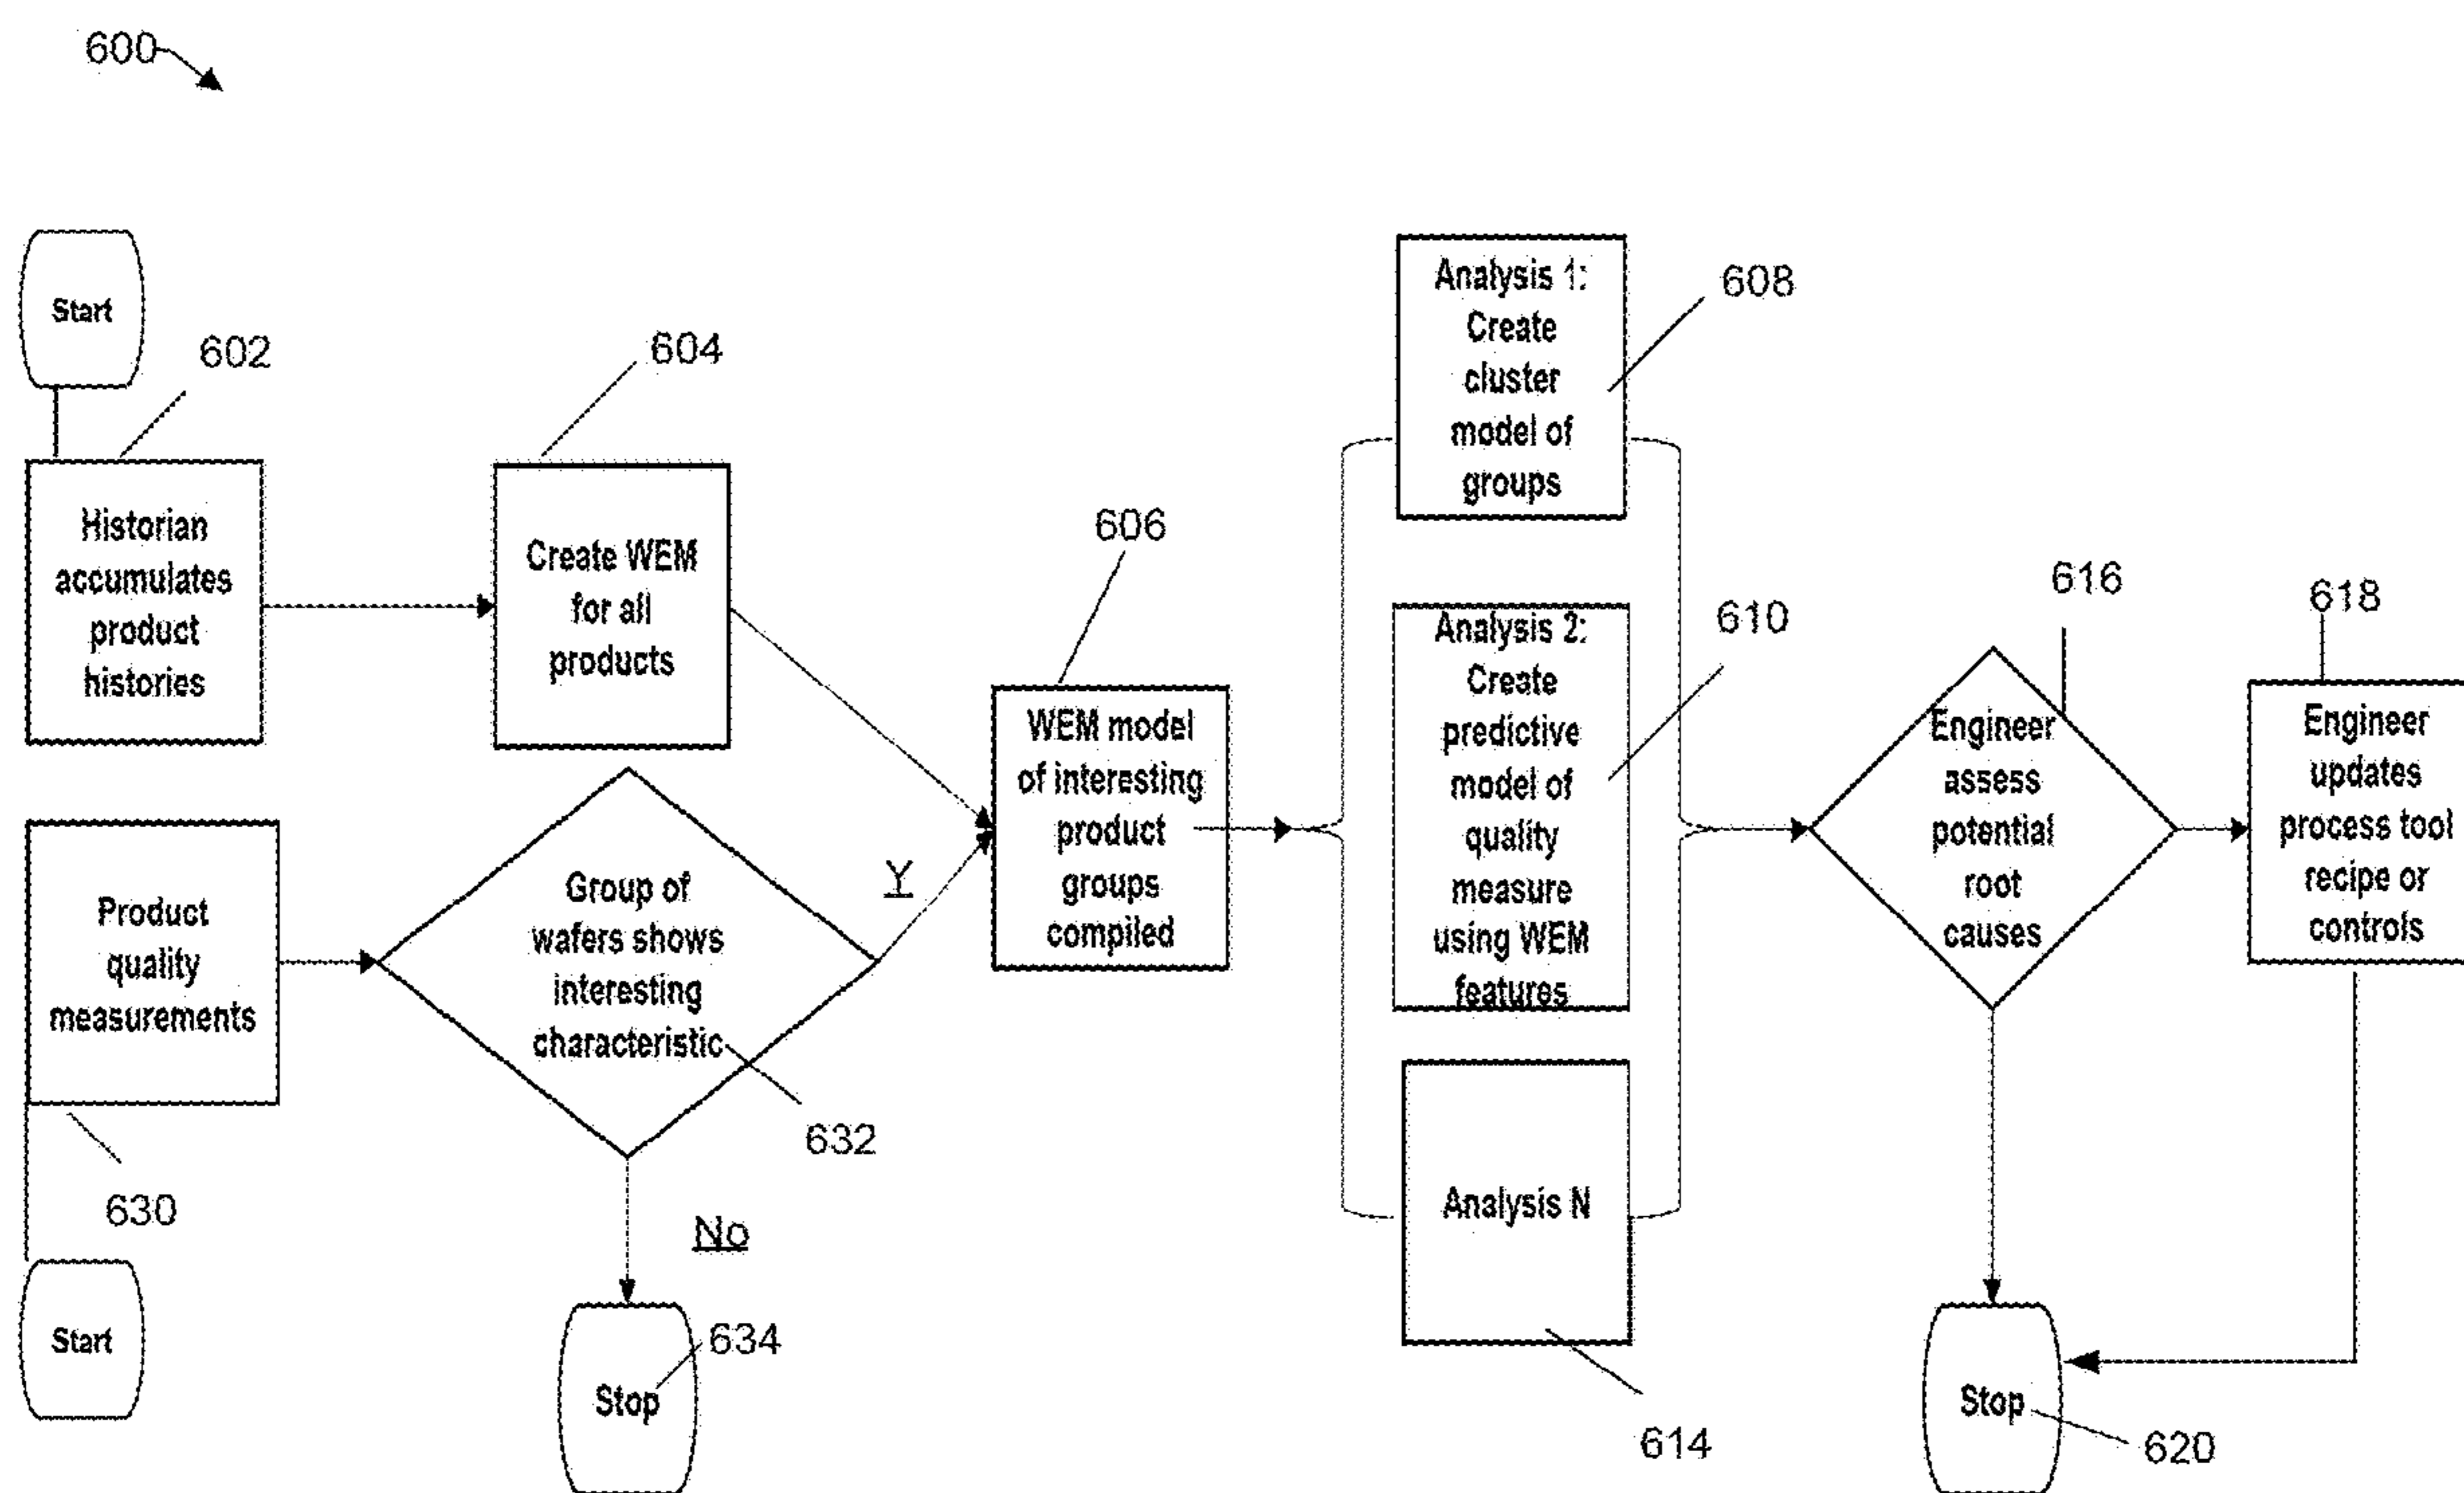 600
Start
602
Historian
accumulates
product
histories
604
Create WEM
for all
products
Product
quality
measurements
630
Start
Group of
wafers shows
interesting
characteristic
632
Y
No
Stop
634
606
WEM model
of interesting
product
groups
compiled
Analysis 1:
Create
cluster
model of
groups
608
Analysis 2:
Create
predictive
model of
quality
measure
using WEM
features
610
Analysis N
614
616
Engineer
assess
potential
root
causes
618
Engineer
updates
process tool
recipe or
controls
Stop
620